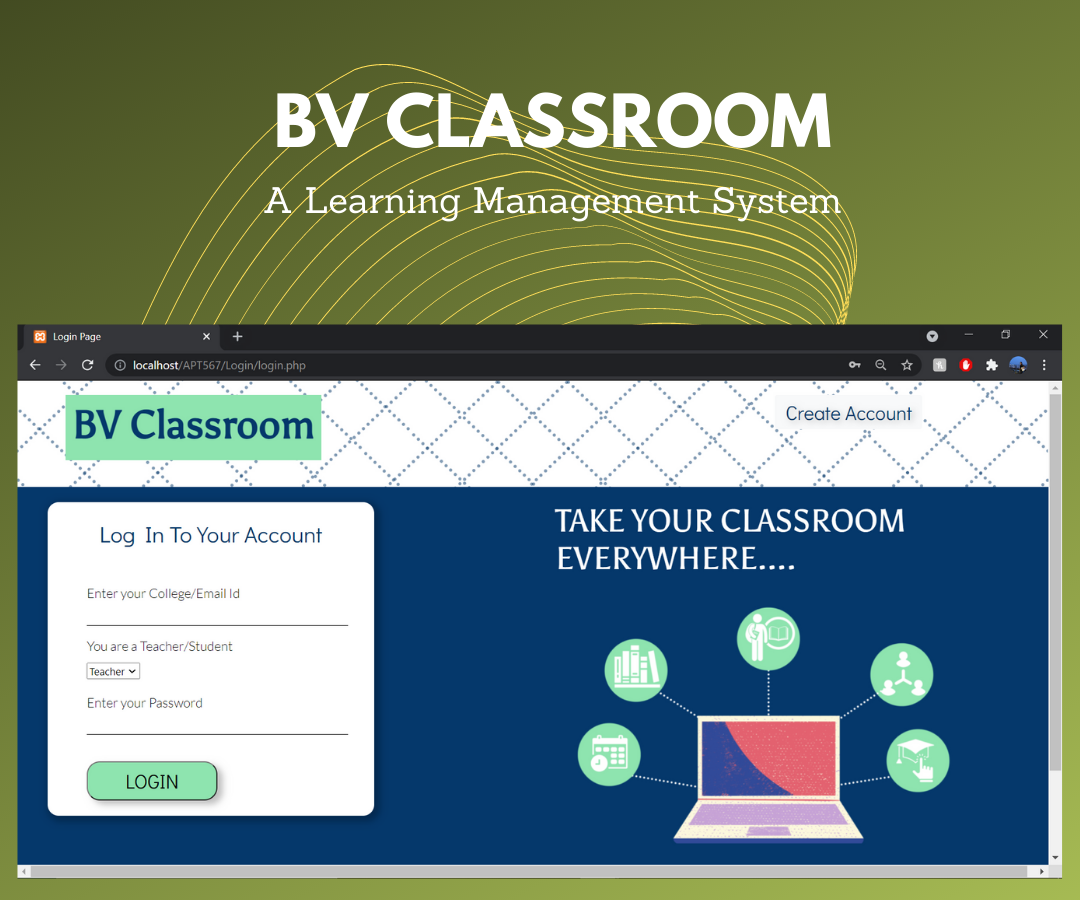 BV CLASSROOM
A Learning Management System
Login Page
localhost/APT567/Login/login.php
BV Classroom
Create Account
Log In To Your Account
TAKE YOUR CLASSROOM
EVERYWHERE....
Enter your College/Email Id
You are a Teacher/Student
Teacher
Enter your Password
LOGIN